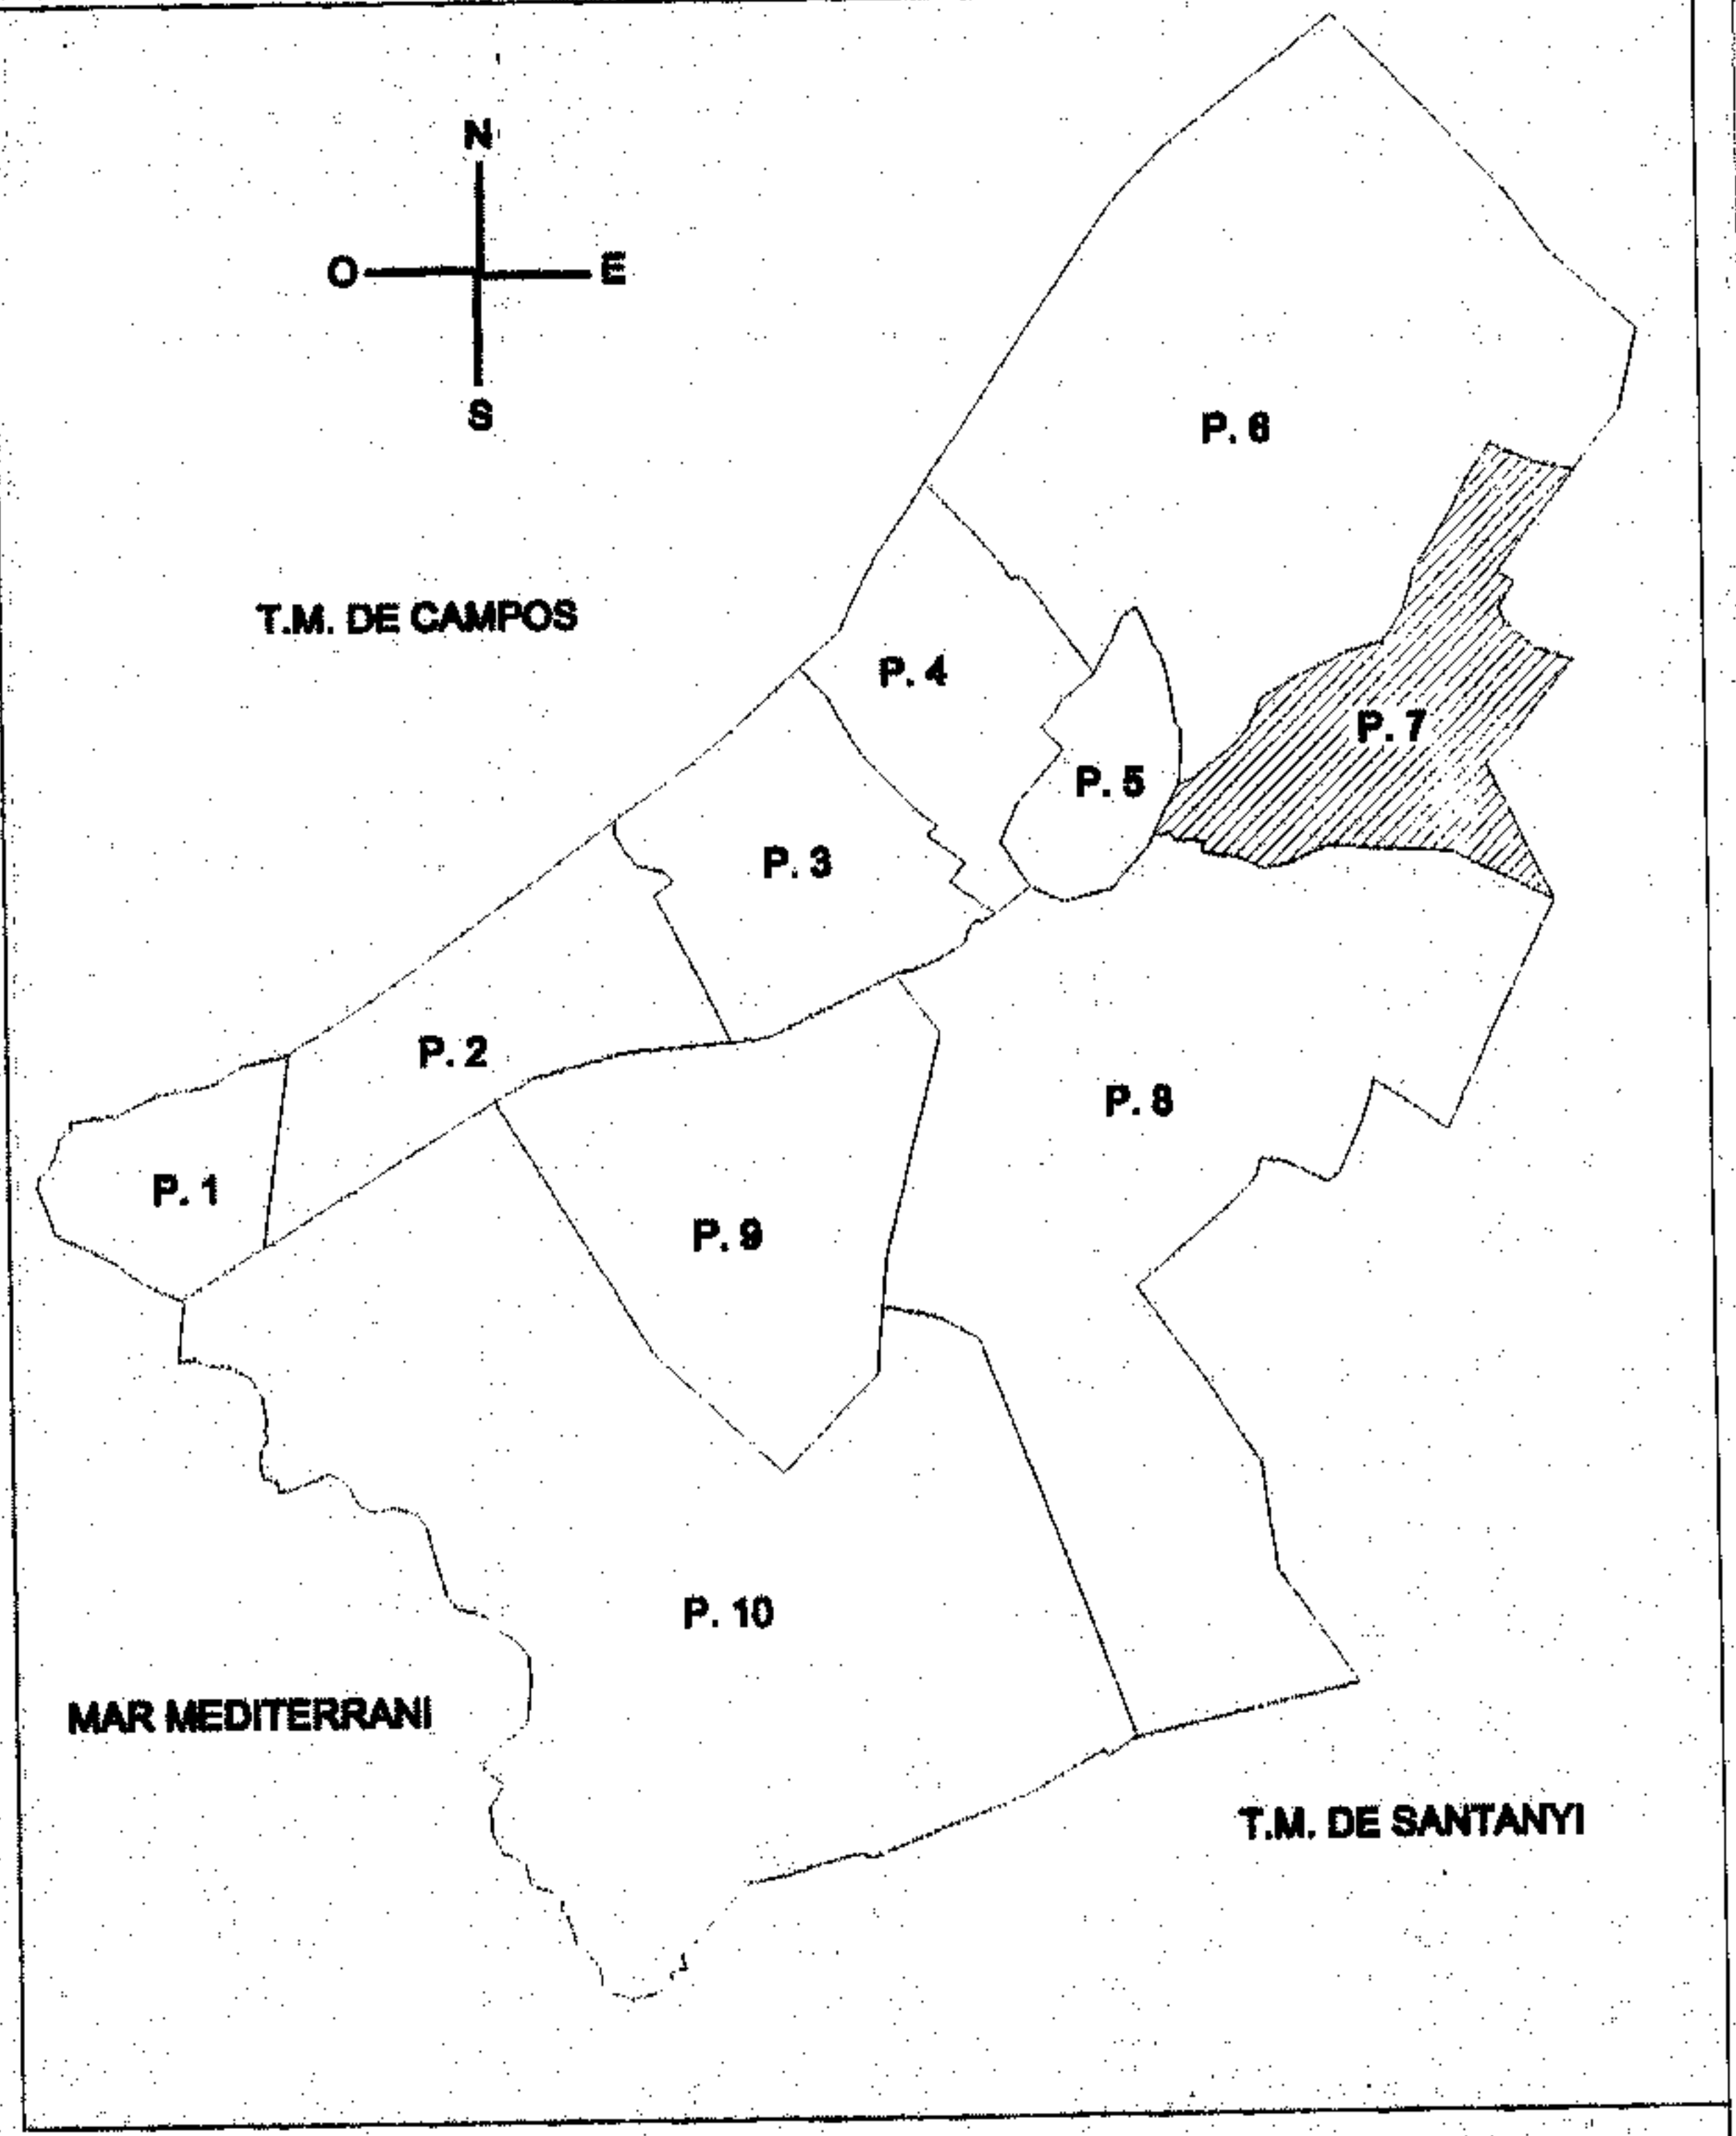 N
O E
S
P. 6
T.M. DE CAMPOS
P. 4
P. 7
P. 5
P. 3
P. 2
P. 8
P. 1
P. 9
P. 10
MAR MEDITERRANI
T.M. DE SANTANYI